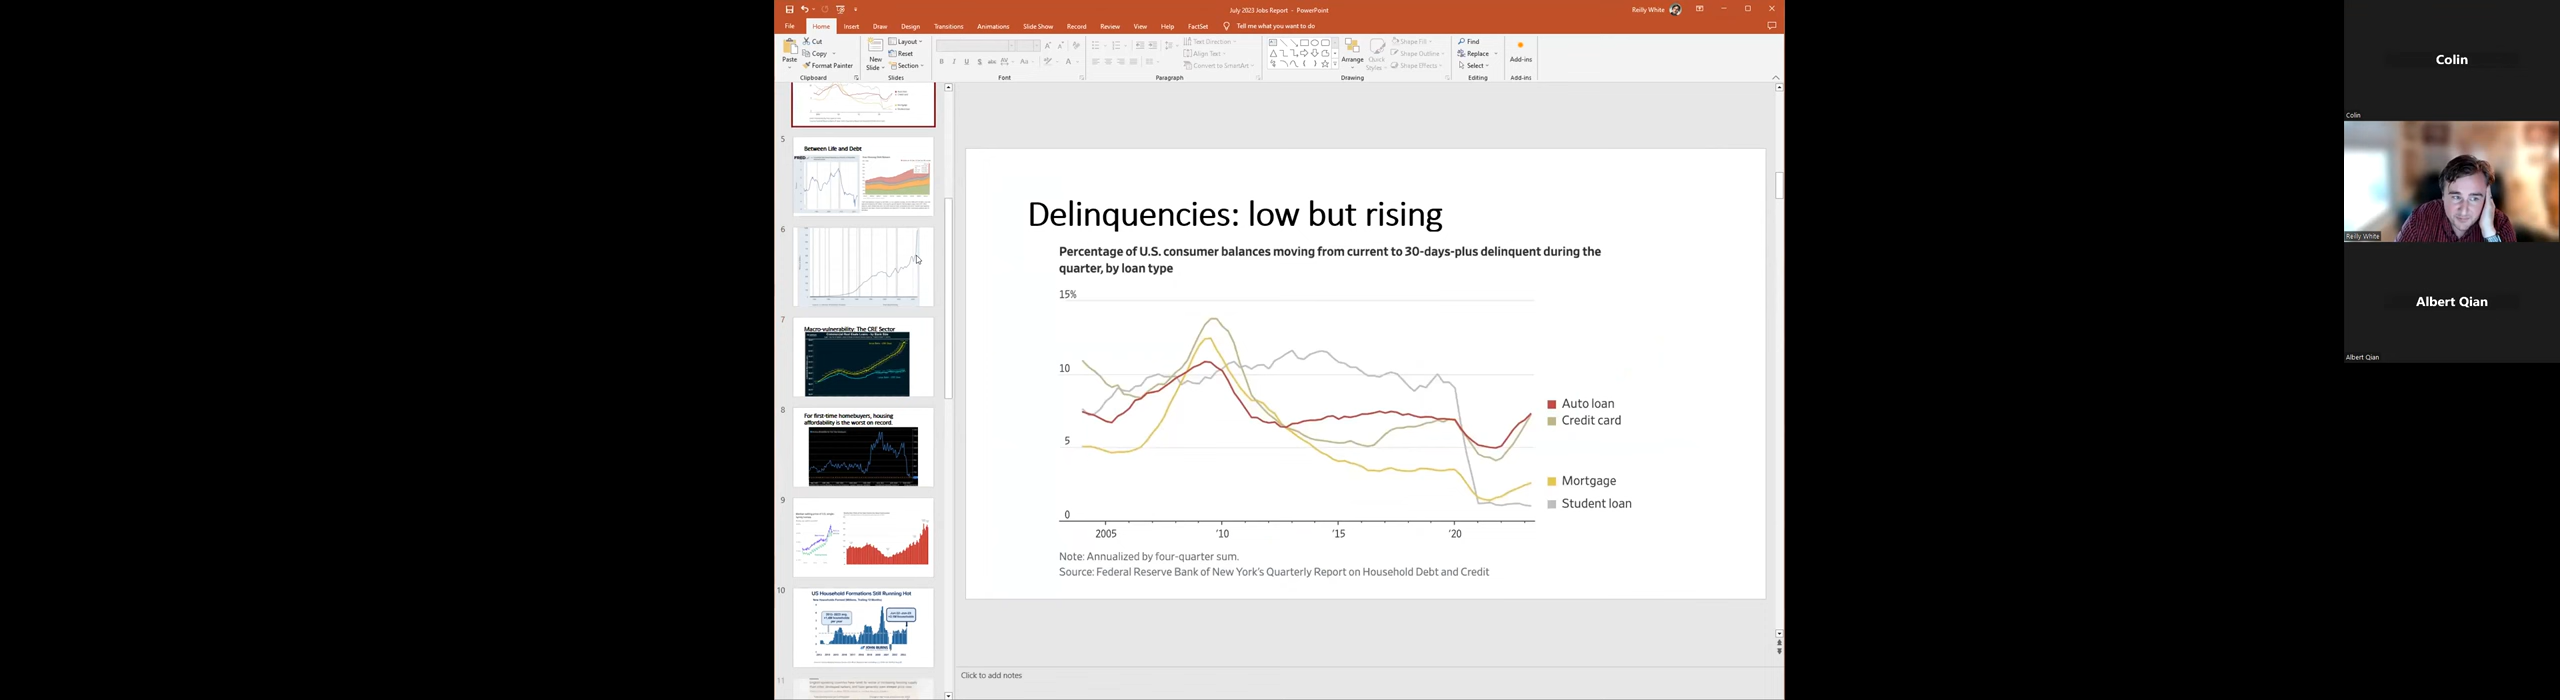 July 2023 Jobs Report - PowerPoint
Reilly White
File Home Insert Draw Design Transitions Animations Slide Show Record Review View Help FactSet Tell me what you want to do
Paste
Cut
Copy
Format Painter
Clipboard
New Slide
Layout
Reset
Section
Slides
Font
Text Direction
Align Text
Convert to SmartArt
Paragraph
Arrange
Quick Styles
Shape Fill
Shape Outline
Shape Effects
Drawing
Find
Replace
Select
Editing
Add-ins
Add-ins
5
Between Life and Debt
6
7
Macro-vulnerability: The CRE Sector
8
For first-time homebuyers, housing
affordability is the worst on record.
9
10
US Household Formations Still Running Hot
11
Delinquencies: low but rising
Percentage of U.S. consumer balances moving from current to 30-days-plus delinquent during the
quarter, by loan type
15%
10
5
0
2005 '10 '15 '20
Auto loan
Credit card
Mortgage
Student loan
Note: Annualized by four-quarter sum.
Source: Federal Reserve Bank of New York's Quarterly Report on Household Debt and Credit
Click to add notes
Colin
Colin
Reilly White
Albert Qian
Albert Qian